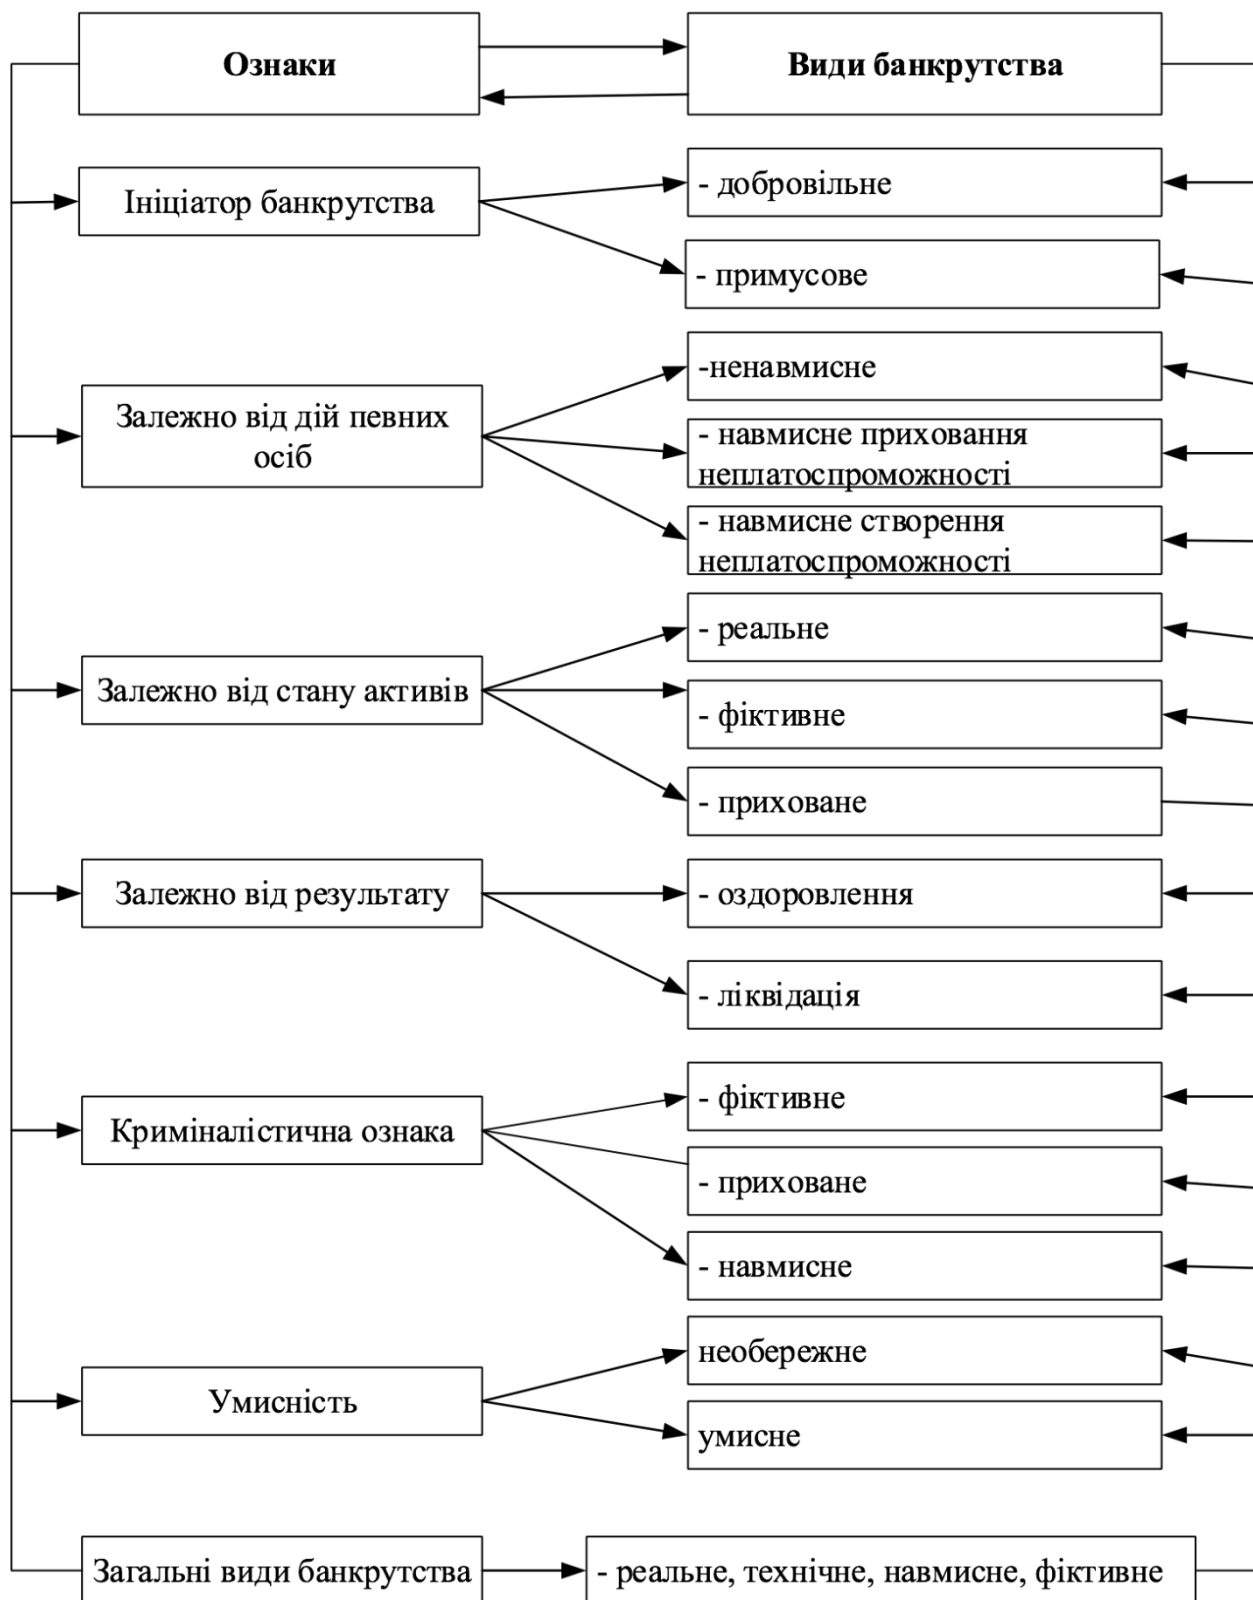 Ознаки
Види банкрутства
Ініціатор банкрутства
- добровільне
- примусове
Залежно від дій певних
осіб
-ненавмисне
- навмисне приховання
неплатоспроможності
- навмисне створення
неплатоспроможності
Залежно від стану активів
- реальне
- фіктивне
- приховане
Залежно від результату
- оздоровлення
- ліквідація
Криміналістична ознака
- фіктивне
- приховане
- навмисне
Умисність
необережне
умисне
Загальні види банкрутства
- реальне, технічне, навмисне, фіктивне